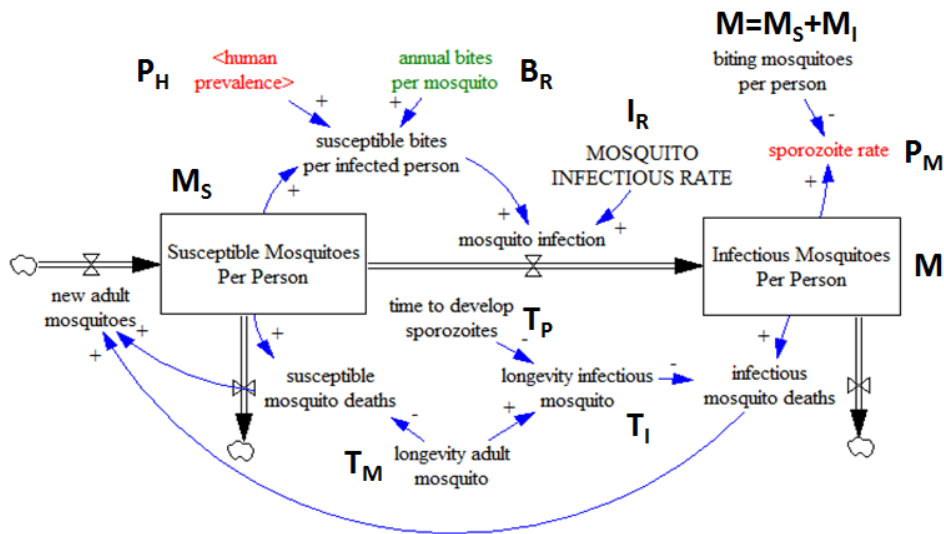 M=MS+MI
PH
<human
prevalence>
annual bites
per mosquito
BR
biting mosquitoes
per person
+
+
-
IR
susceptible bites
per infected person
MOSQUITO
INFECTIOUS RATE
sporozoite rate
PM
MS
+
+
+
+
mosquito infection
Susceptible Mosquitoes
Per Person
Infectious Mosquitoes
Per Person
M
new adult
mosquitoes
time to develop
sporozoites
TP
+
+
+
-
+
susceptible
mosquito deaths
longevity infectious
mosquito
-
infectious
mosquito deaths
-
+
TI
TM
longevity adult
mosquito